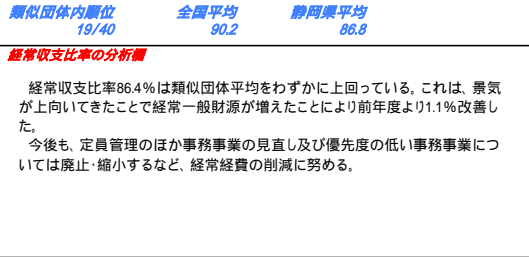 類似団体内順位 全国平均 静岡県平均
19/40 90.2 86.8
経常収支比率の分析欄
経常収支比率86.4％は類似団体平均をわずかに上回っている。これは、景気
が上向いてきたことで経常一般財源が増えたことにより前年度より1.1％改善し
た。
今後も、定員管理のほか事務事業の見直し及び優先度の低い事務事業につ
いては廃止・縮小するなど、経常経費の削減に努める。